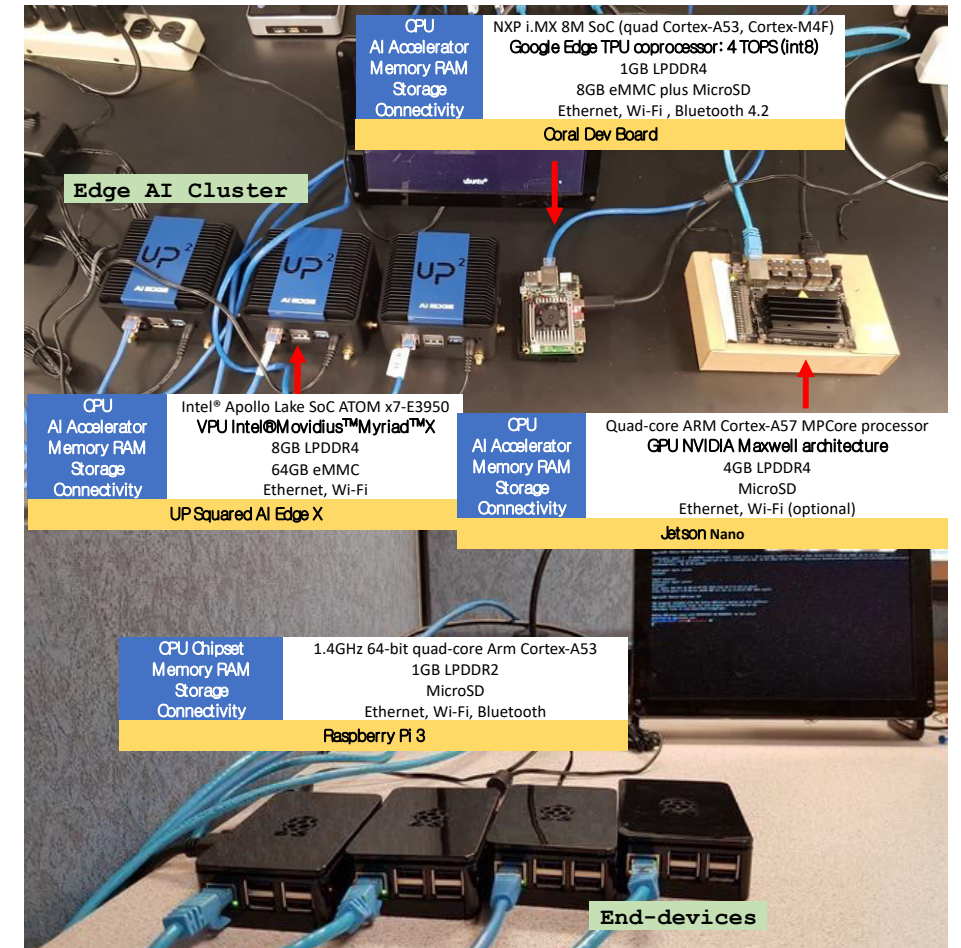 CPU NXP i.MX 8M SoC (quad Cortex-A53, Cortex-M4F)
AI Accelerator Google Edge TPU coprocessor: 4 TOPS (int8)
Memory RAM 1GB LPDDR4
Storage 8GB eMMC plus MicroSD
Connectivity Ethernet, Wi-Fi , Bluetooth 4.2
Coral Dev Board
Edge AI Cluster
ubuntu
UP²
AI EDGE
UP²
AI EDGE
UP²
AI EDGE
CPU Intel® Apollo Lake SoC ATOM x7-E3950
AI Accelerator VPU Intel®Movidius™Myriad™X
Memory RAM 8GB LPDDR4
Storage 64GB eMMC
Connectivity Ethernet, Wi-Fi
UP Squared AI Edge X
CPU Quad-core ARM Cortex-A57 MPCore processor
AI Accelerator GPU NVIDIA Maxwell architecture
Memory RAM 4GB LPDDR4
Storage MicroSD
Connectivity Ethernet, Wi-Fi (optional)
Jetson Nano
CPU Chipset 1.4GHz 64-bit quad-core Arm Cortex-A53
Memory RAM 1GB LPDDR2
Storage MicroSD
Connectivity Ethernet, Wi-Fi, Bluetooth
Raspberry Pi 3
End-devices